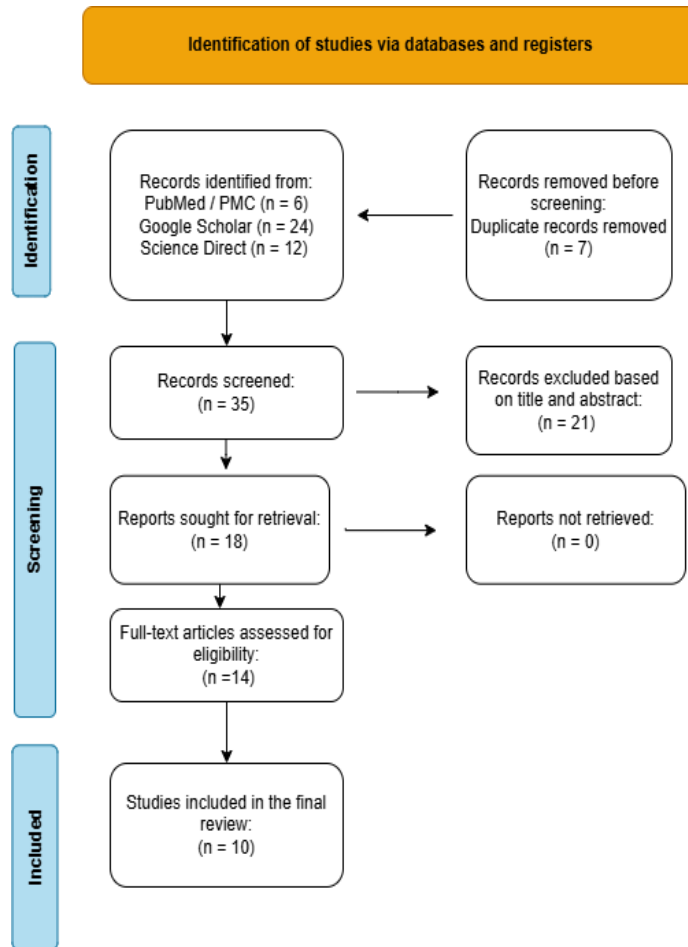 Identification of studies via databases and registers
Identification
Records identified from:
PubMed / PMC (n = 6)
Google Scholar (n = 24)
Science Direct (n = 12)
Records removed before
screening:
Duplicate records removed
(n = 7)
Screening
Records screened:
(n = 35)
Records excluded based
on title and abstract:
(n = 21)
Reports sought for retrieval:
(n = 18)
Reports not retrieved:
(n = 0)
Full-text articles assessed for
eligibility:
(n =14)
Included
Studies included in the final
review:
(n = 10)